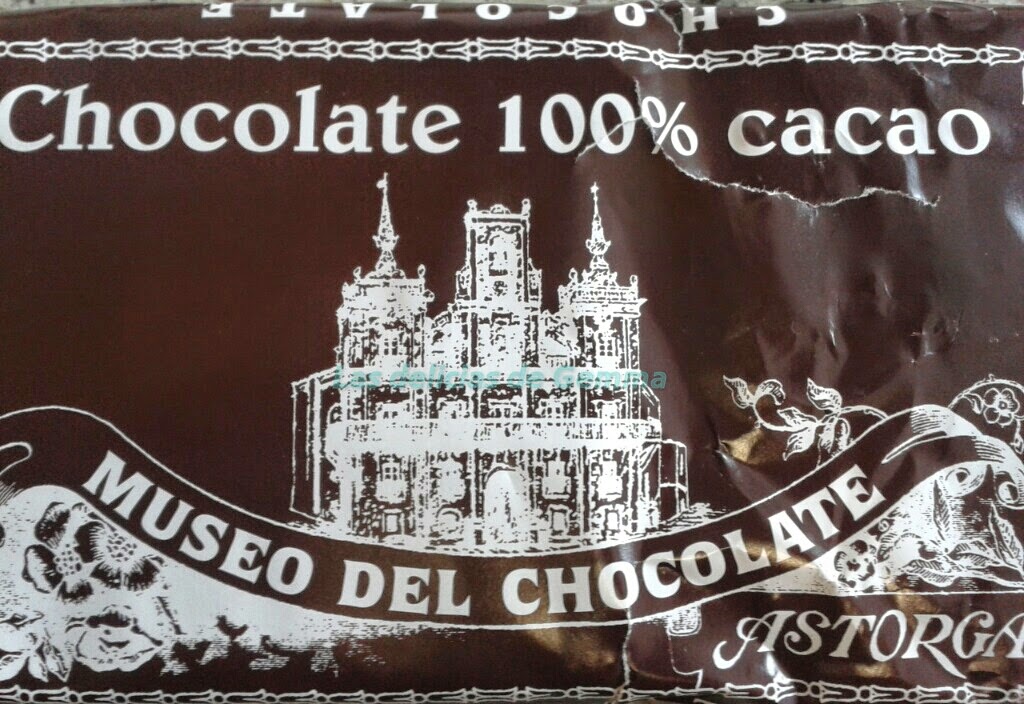 CHOCOLATE
Chocolate 100% cacao
Las delicias de Gemma
MUSEO DEL CHOCOLATE
ASTORGA